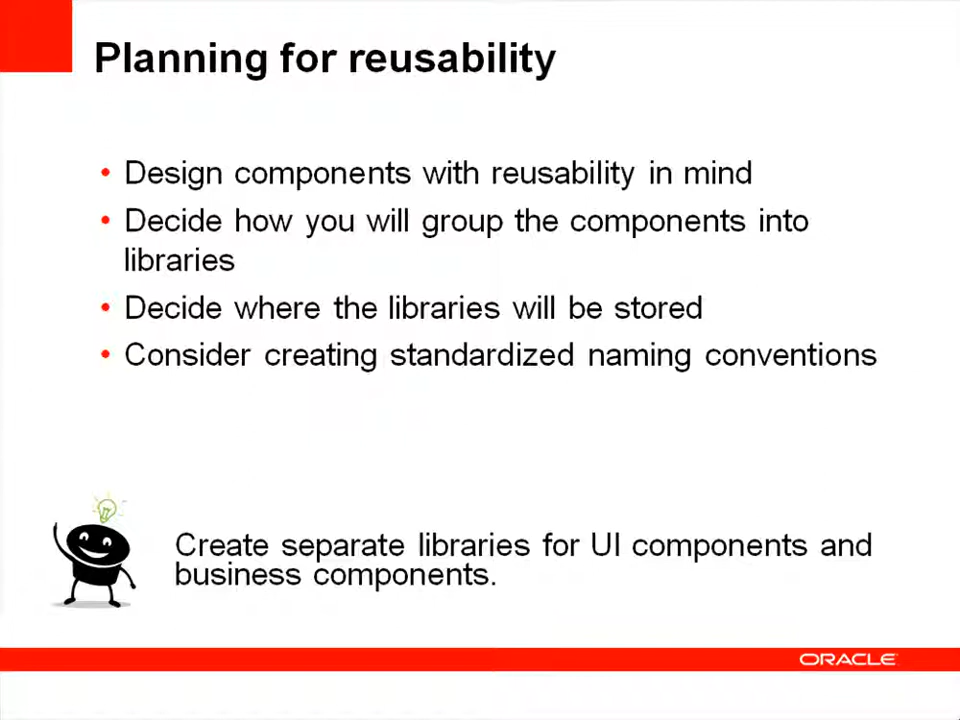 Planning for reusability
• Design components with reusability in mind
• Decide how you will group the components into
libraries
• Decide where the libraries will be stored
• Consider creating standardized naming conventions
Create separate libraries for UI components and
business components.
ORACLE